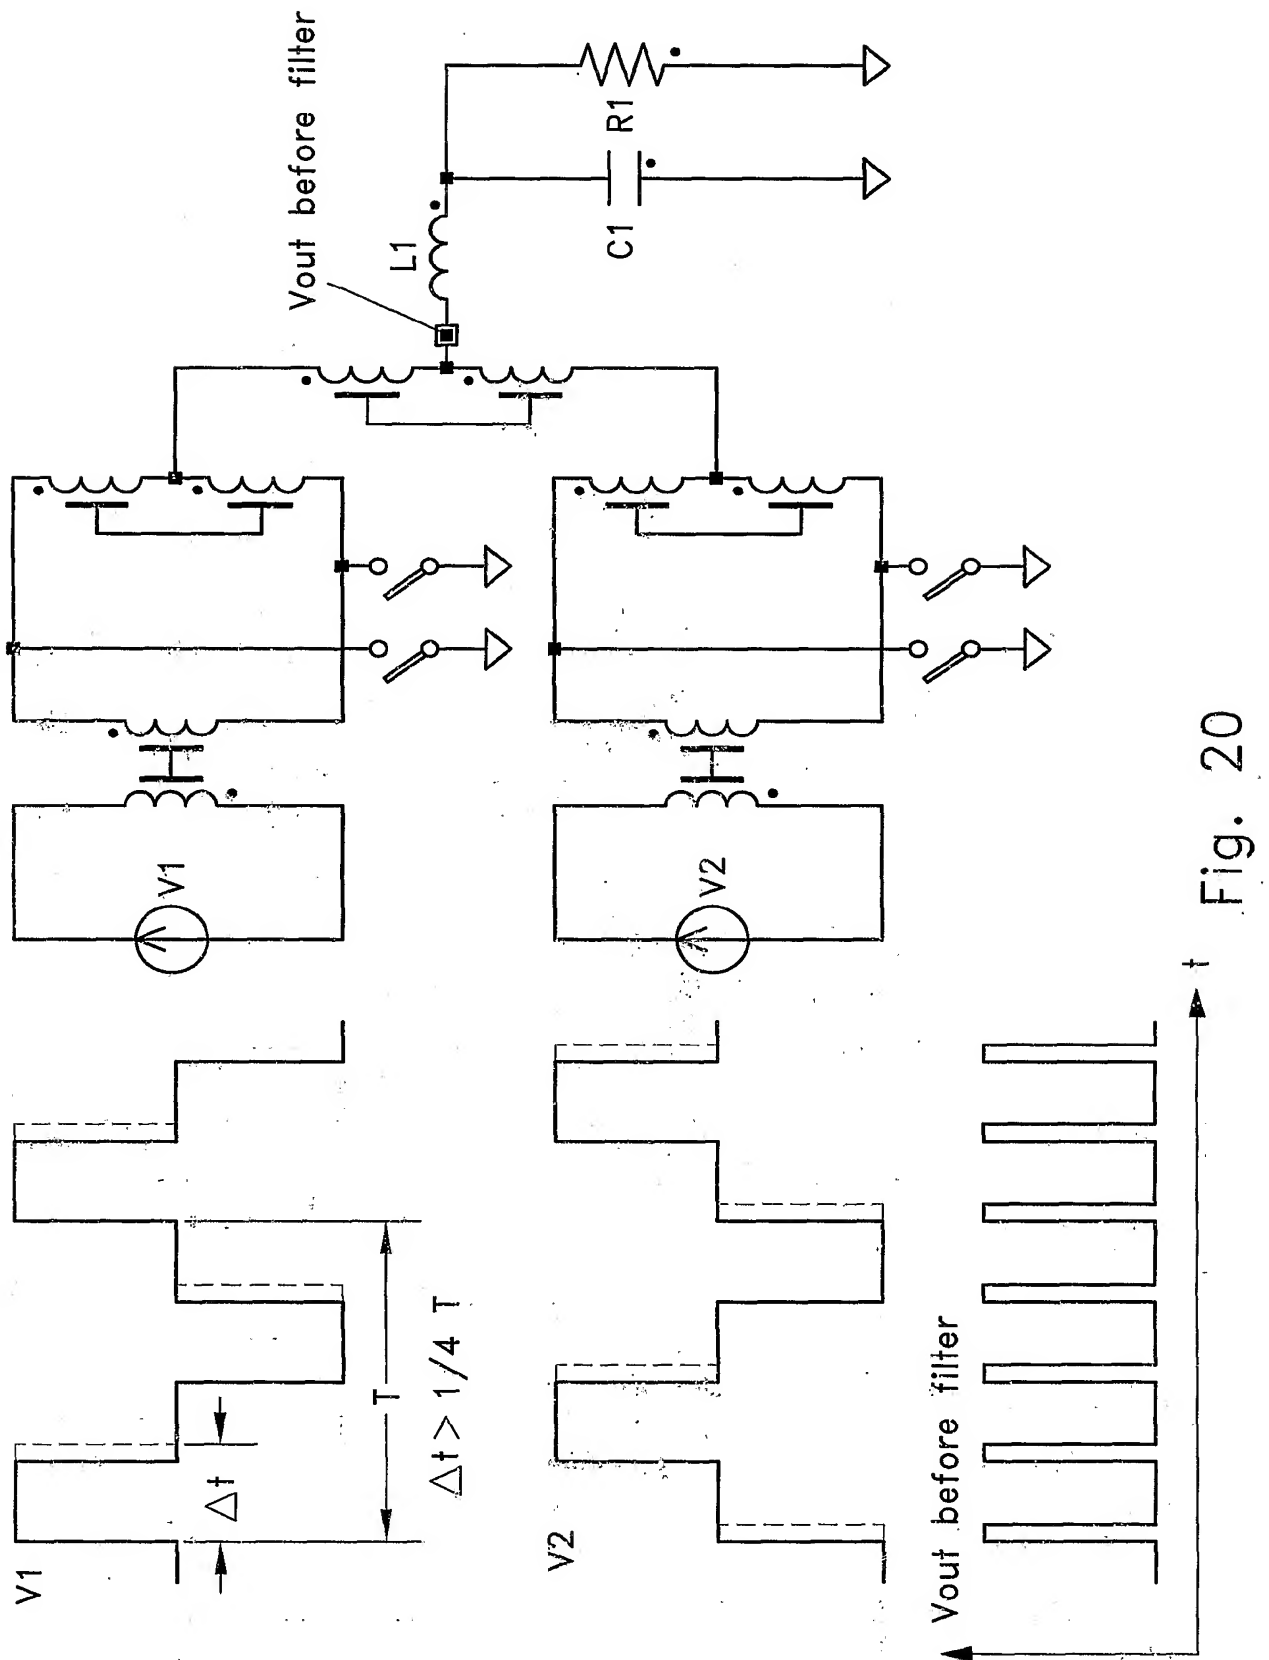 V1
Δt
T
Δt > 1/4 T
V2
Vout before filter
t
V1
V2
Vout before filter
L1
C1
R1
Fig. 20